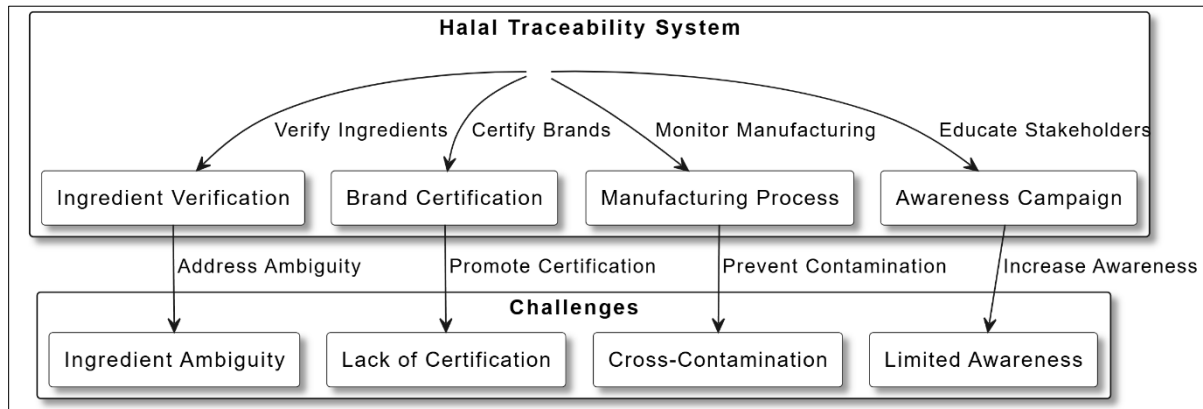 Halal Traceability System
Verify Ingredients
Certify Brands
Monitor Manufacturing
Educate Stakeholders
Ingredient Verification
Brand Certification
Manufacturing Process
Awareness Campaign
Address Ambiguity
Promote Certification
Prevent Contamination
Increase Awareness
Challenges
Ingredient Ambiguity
Lack of Certification
Cross-Contamination
Limited Awareness